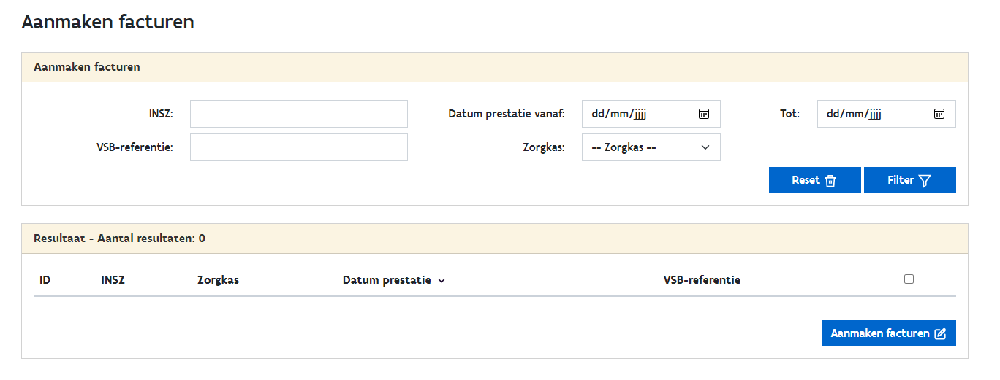 Aanmaken facturen
Aanmaken facturen
INSZ: Datum prestatie vanaf: dd/mm/jjjj Tot: dd/mm/jjjj
VSB-referentie: Zorgkas: -- Zorgkas --
Reset Filter
Resultaat - Aantal resultaten: 0
ID INSZ Zorgkas Datum prestatie VSB-referentie
Aanmaken facturen